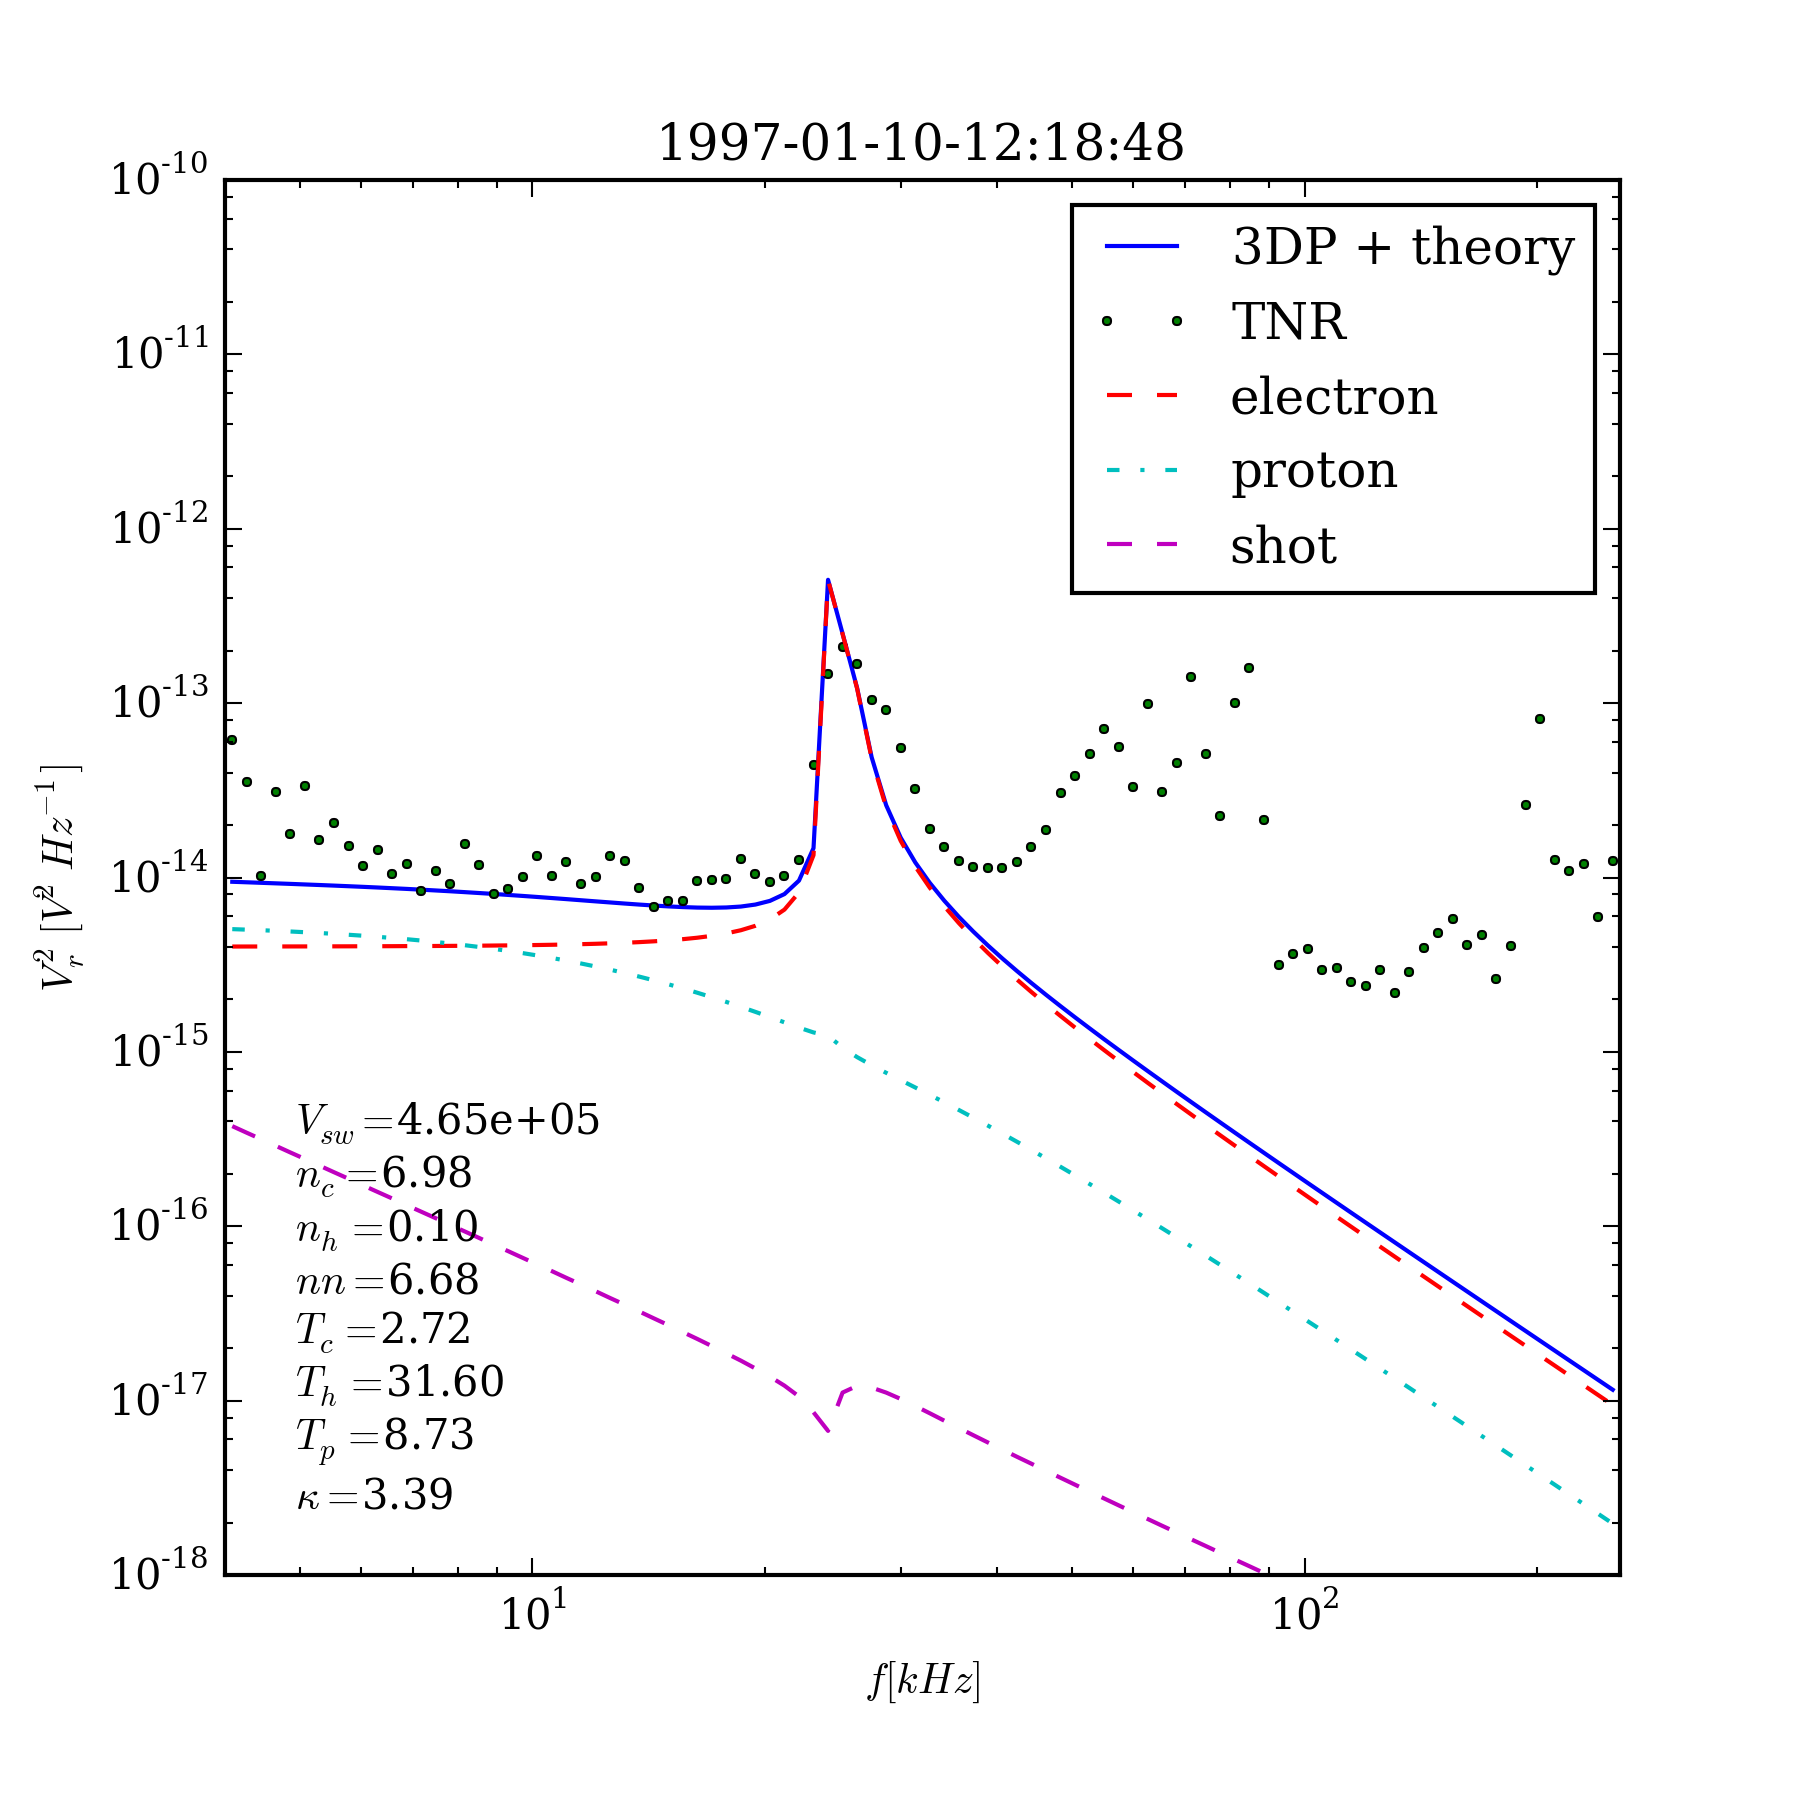 1997-01-10-12:18:48
10^-10
10^-11
10^-12
10^-13
10^-14
10^-15
10^-16
10^-17
10^-18
V_r^2 [V^2 Hz^-1]
3DP + theory
TNR
electron
proton
shot
V_sw=4.65e+05
n_c=6.98
n_h=0.10
nn=6.68
T_c=2.72
T_h=31.60
T_p=8.73
κ=3.39
10^1
10^2
f[kHz]